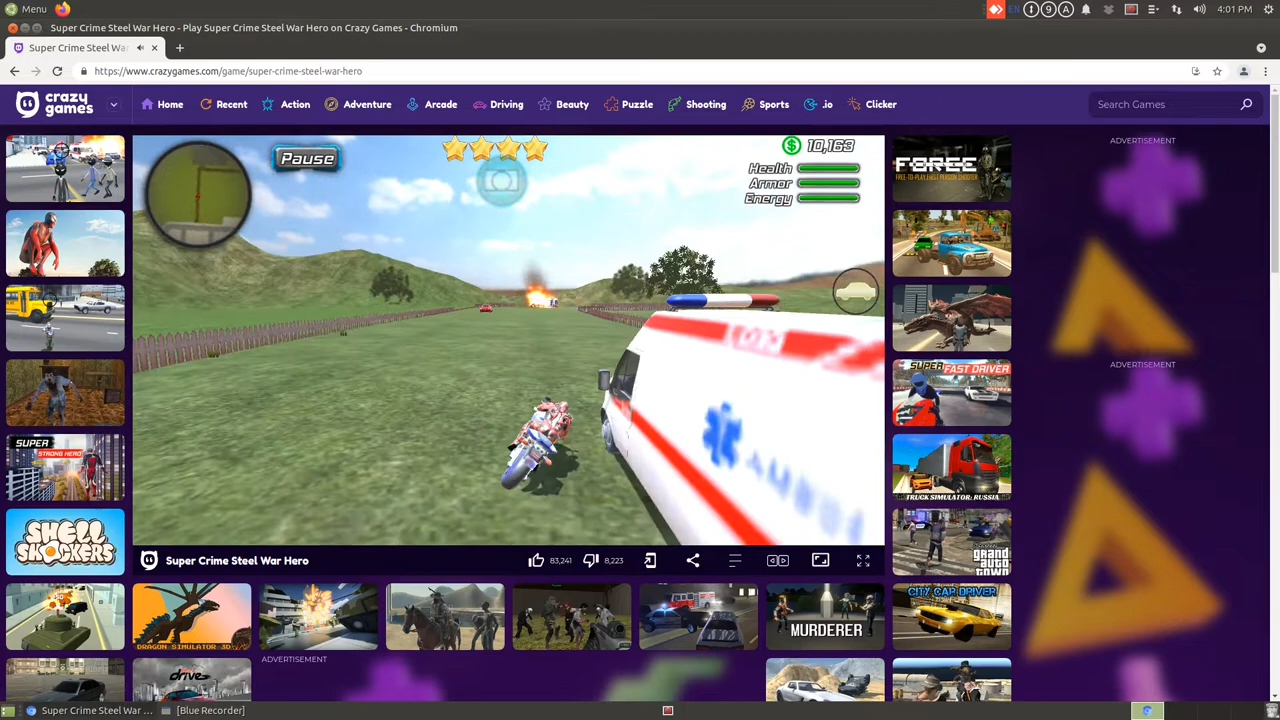 Menu
EN
4:01 PM
Super Crime Steel War Hero - Play Super Crime Steel War Hero on Crazy Games - Chromium
Super Crime Steel Wa
https://www.crazygames.com/game/super-crime-steel-war-hero
crazy games
Home
Recent
Action
Adventure
Arcade
Driving
Beauty
Puzzle
Shooting
Sports
.io
Clicker
Search Games
Pause
10,163
Health
Armor
Energy
FREE-TO-PLAY FIRST PERSON SHOOTER
ADVERTISEMENT
ADVERTISEMENT
SUPER FAST DRIVER
SUPER
STRONG HERO
TRUCK SIMULATOR: RUSSIA
SHELL SHOCKERS
GRAND AUTO TOWN
Super Crime Steel War Hero
83,241
8,223
DRAGON SIMULATOR 3D
MURDERER
CITY CAR DRIVER
ADVERTISEMENT
drive
Super Crime Steel War ...
[Blue Recorder]